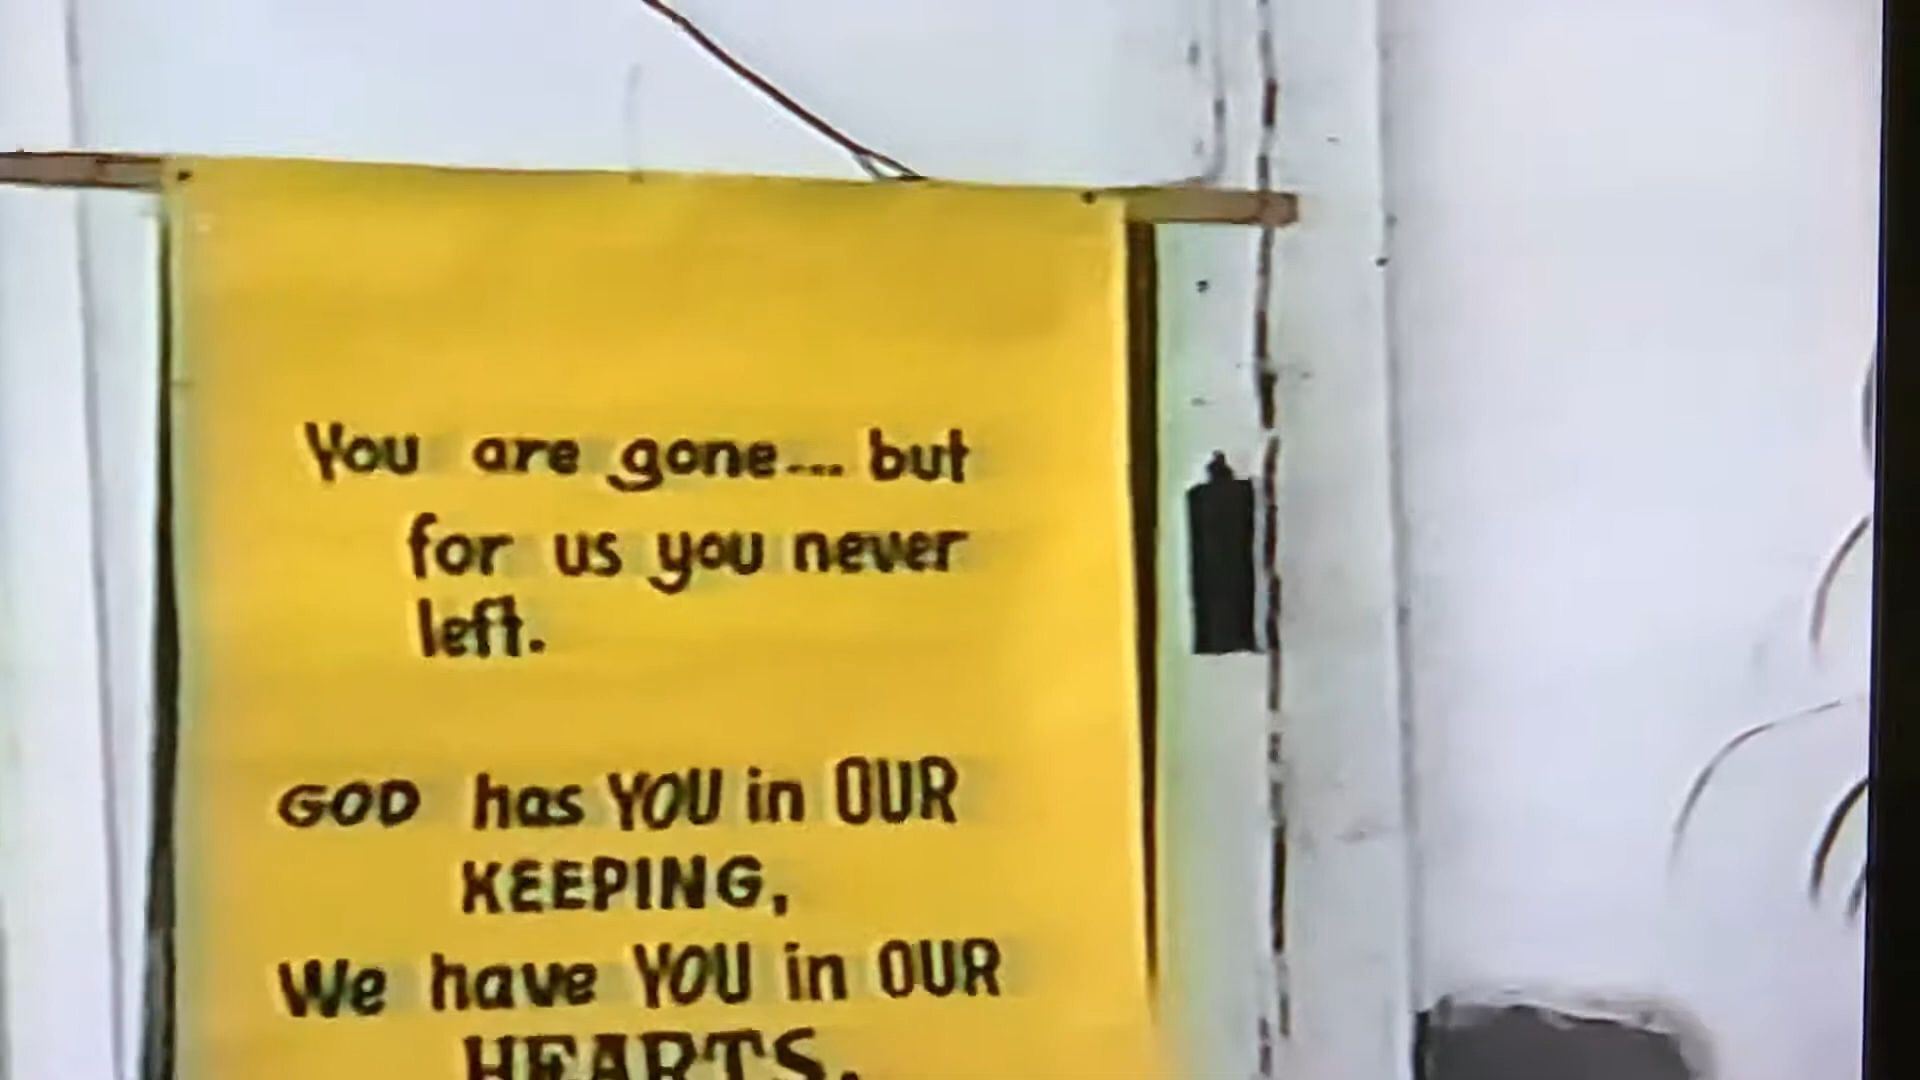 You are gone... but
for us you never
left.
GOD has YOU in OUR
KEEPING,
We have YOU in OUR
HEARTS.